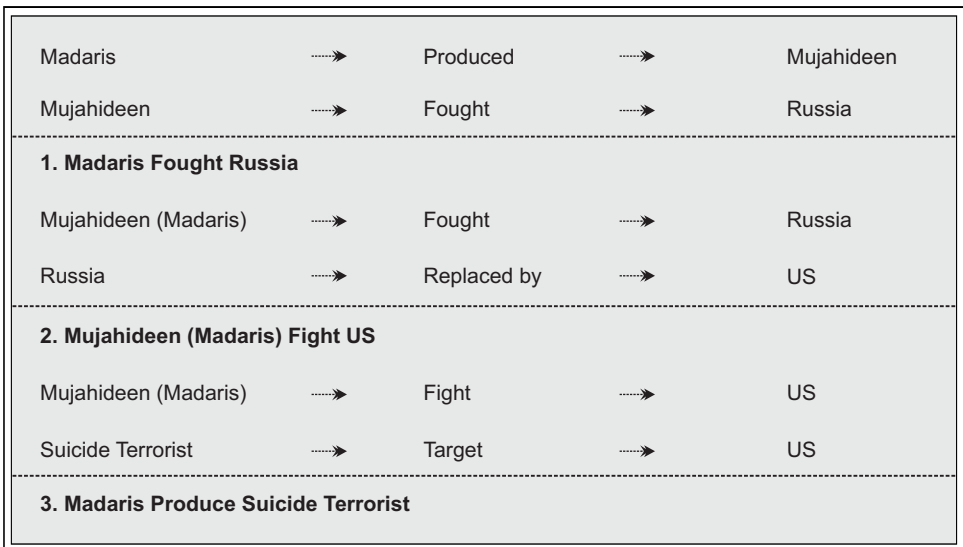 Madaris Produced Mujahideen
Mujahideen Fought Russia
1. Madaris Fought Russia
Mujahideen (Madaris) Fought Russia
Russia Replaced by US
2. Mujahideen (Madaris) Fight US
Mujahideen (Madaris) Fight US
Suicide Terrorist Target US
3. Madaris Produce Suicide Terrorist